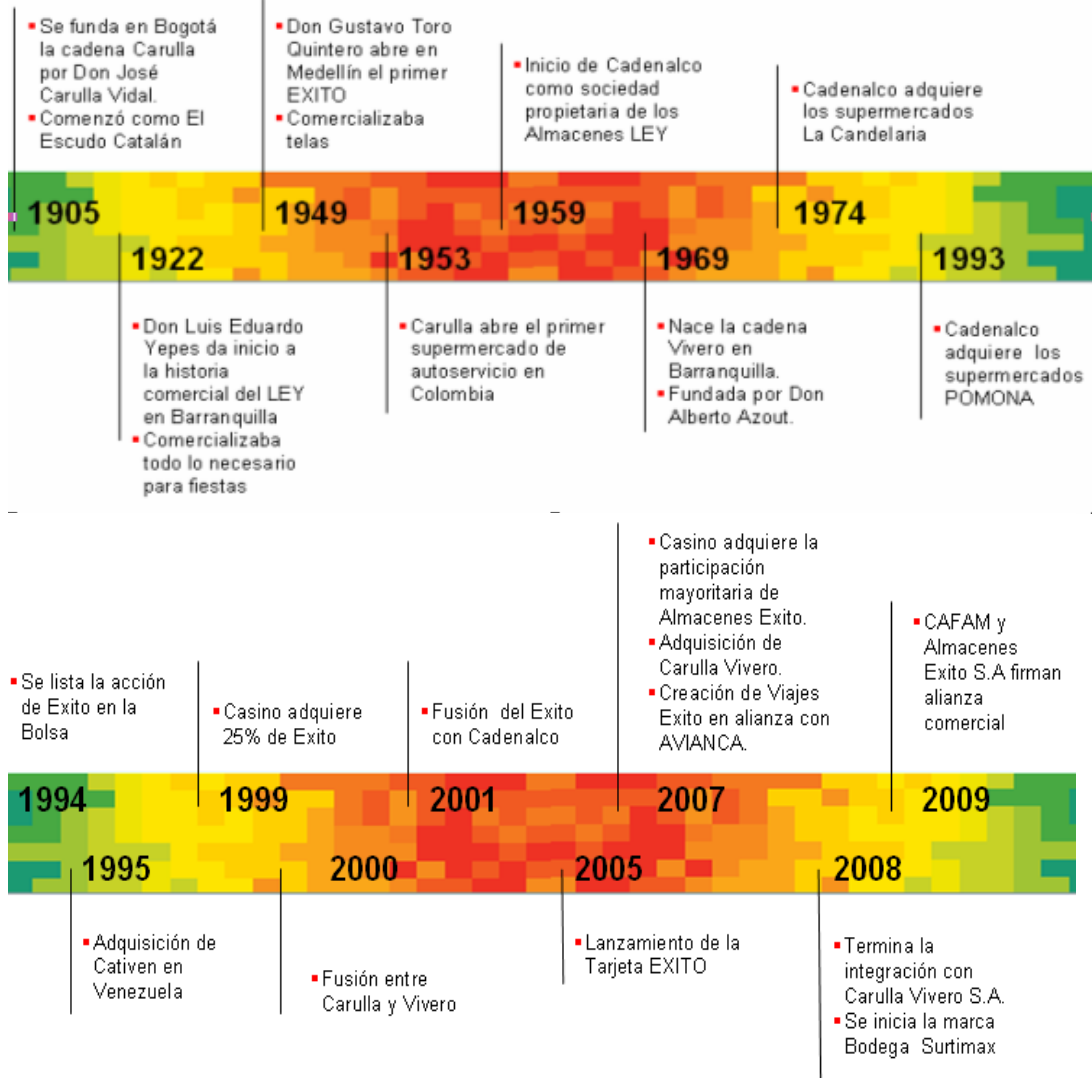 ▪ Se funda en Bogotá
la cadena Carulla
por Don José
Carulla Vidal.
▪ Comenzó como El
Escudo Catalán
▪ Don Gustavo Toro
Quintero abre en
Medellín el primer
EXITO
▪ Comercializaba
telas
▪ Inicio de Cadenalco
como sociedad
propietaria de los
Almacenes LEY
▪ Cadenalco adquiere
los supermercados
La Candelaria
1905
1949
1959
1974
1922
1953
1969
1993
▪ Don Luis Eduardo
Yepes da inicio a
la historia
comercial del LEY
en Barranquilla
▪ Comercializaba
todo lo necesario
para fiestas
▪ Carulla abre el primer
supermercado de
autoservicio en
Colombia
▪ Nace la cadena
Vivero en
Barranquilla.
▪ Fundada por Don
Alberto Azout.
▪ Cadenalco
adquiere los
supermercados
POMONA
▪ Se lista la acción
de Exito en la
Bolsa
▪ Casino adquiere
25% de Exito
▪ Fusión del Exito
con Cadenalco
▪ Casino adquiere la
participación
mayoritaria de
Almacenes Exito.
▪ Adquisición de
Carulla Vivero.
▪ Creación de Viajes
Exito en alianza con
AVIANCA.
▪ CAFAM y
Almacenes
Exito S.A firman
alianza
comercial
1994
1999
2001
2007
2009
1995
2000
2005
2008
▪ Adquisición de
Cativen en
Venezuela
▪ Fusión entre
Carulla y Vivero
▪ Lanzamiento de la
Tarjeta EXITO
▪ Termina la
integración con
Carulla Vivero S.A.
▪ Se inicia la marca
Bodega Surtimax